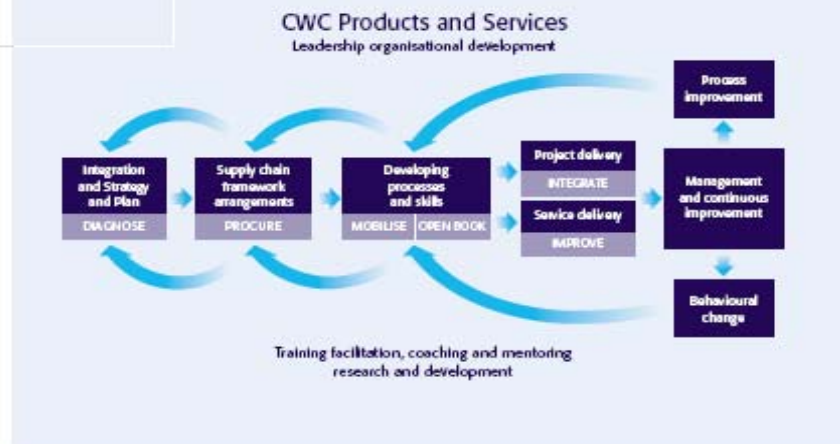 CWC Products and Services
Leadership organisational development
Process
improvement
Integration
and Strategy
and Plan
DIAGNOSE
Supply chain
framework
arrangements
PROCURE
Developing
processes
and skills
MOBILISE
OPEN BOOK
Project delivery
INTEGRATE
Service delivery
IMPROVE
Management
and continuous
improvement
Behavioural
change
Training facilitation, coaching and mentoring
research and development